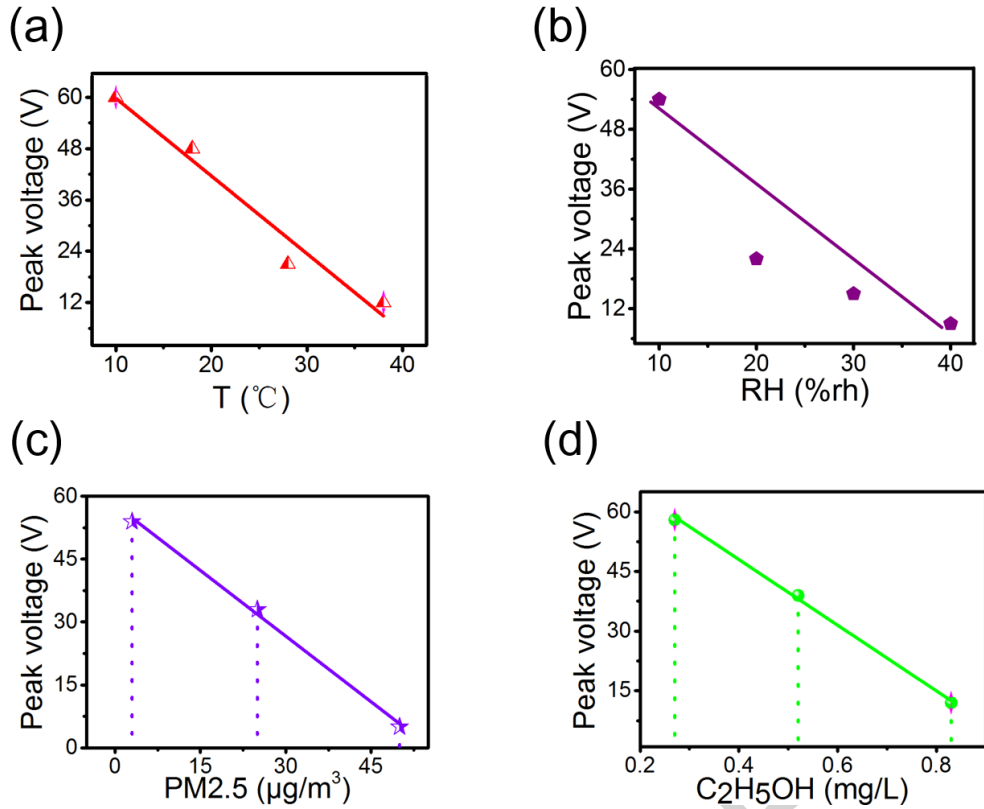 (a)
Peak voltage (V)
60
48
36
24
12
10 20 30 40
T (℃)
(b)
Peak voltage (V)
60
48
36
24
12
10 20 30 40
RH (%rh)
(c)
Peak voltage (V)
60
45
30
15
0
0 15 30 45
PM2.5 (μg/m³)
(d)
Peak voltage (V)
60
45
30
15
0.2 0.4 0.6 0.8
C₂H₅OH (mg/L)